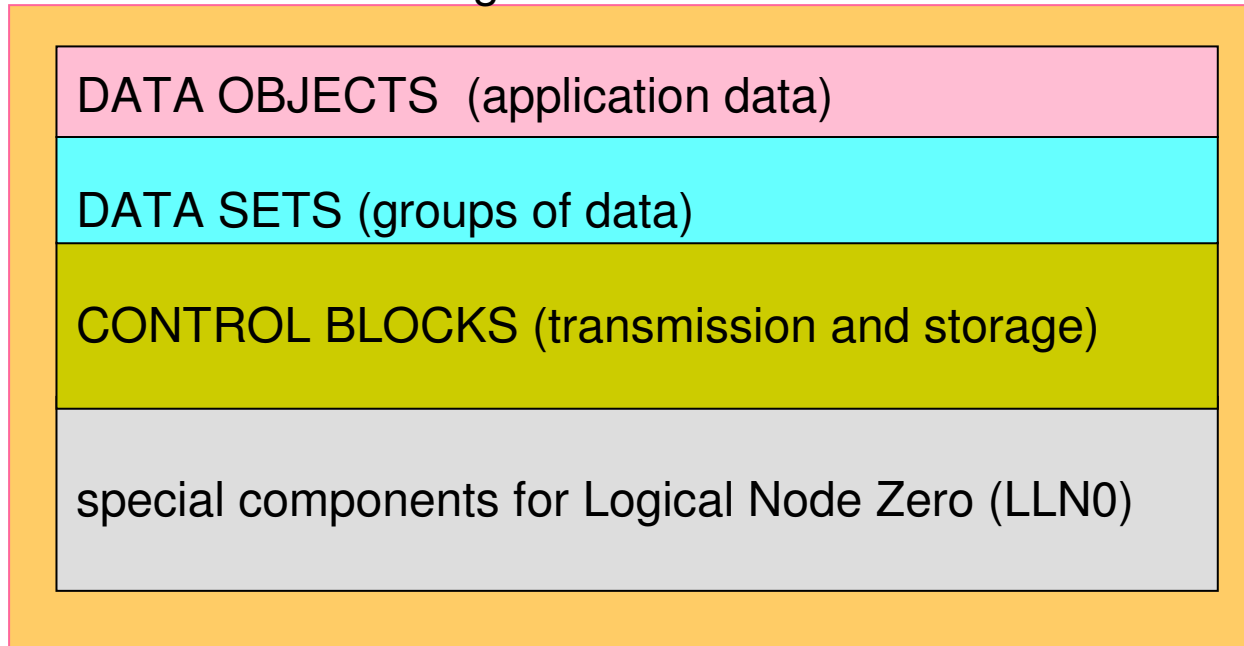 DATA OBJECTS (application data)
DATA SETS (groups of data)
CONTROL BLOCKS (transmission and storage)
special components for Logical Node Zero (LLN0)